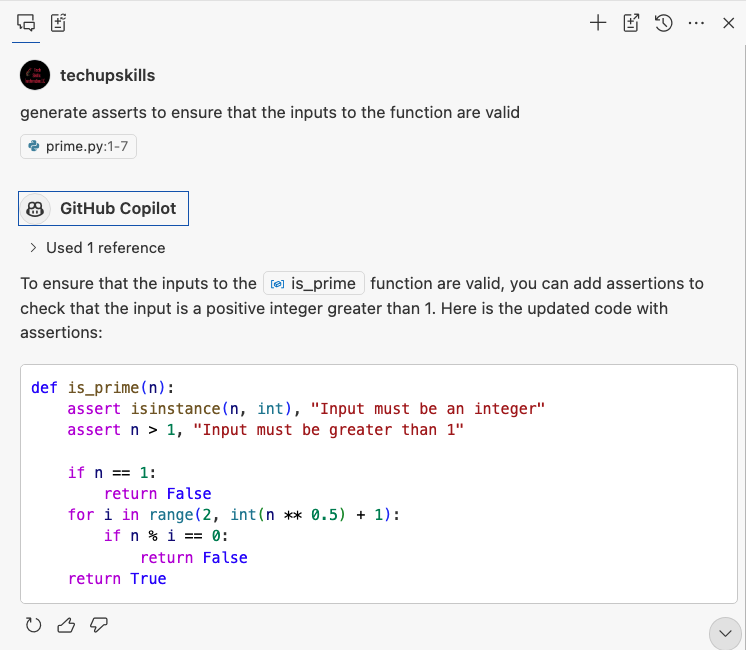 techupskills
generate asserts to ensure that the inputs to the function are valid
prime.py:1-7
GitHub Copilot
Used 1 reference
To ensure that the inputs to the is_prime function are valid, you can add assertions to
check that the input is a positive integer greater than 1. Here is the updated code with
assertions:
def is_prime(n):
    assert isinstance(n, int), "Input must be an integer"
    assert n > 1, "Input must be greater than 1"

    if n == 1:
        return False
    for i in range(2, int(n ** 0.5) + 1):
        if n % i == 0:
            return False
    return True